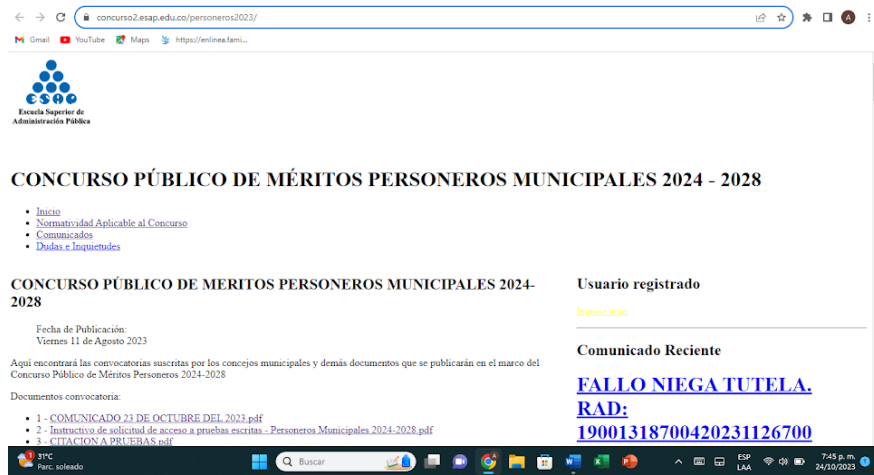 concurso2.esap.edu.co/personeros2023/
A
Gmail YouTube Maps https://enlinea.fami...
esap
Escuela Superior de
Administración Pública
CONCURSO PÚBLICO DE MÉRITOS PERSONEROS MUNICIPALES 2024 - 2028
Inicio
Normatividad Aplicable al Concurso
Comunicados
Dudas e Inquietudes
CONCURSO PÚBLICO DE MERITOS PERSONEROS MUNICIPALES 2024-
2028
Fecha de Publicación:
Viernes 11 de Agosto 2023
Aquí encontrará las convocatorias suscritas por los concejos municipales y demás documentos que se publicarán en el marco del
Concurso Público de Méritos Personeros 2024-2028
Documentos convocatoria:
1 - COMUNICADO 23 DE OCTUBRE DEL 2023.pdf
2 - Instructivo de solicitud de acceso a pruebas escritas - Personeros Municipales 2024-2028.pdf
3 - CITACION A PRUEBAS.pdf
Usuario registrado
Ingrese aquí
Comunicado Reciente
FALLO NIEGA TUTELA.
RAD:
19001318700420231126700
31°C
Parc. soleado
Buscar
ESP
LAA
7:45 p. m.
24/10/2023